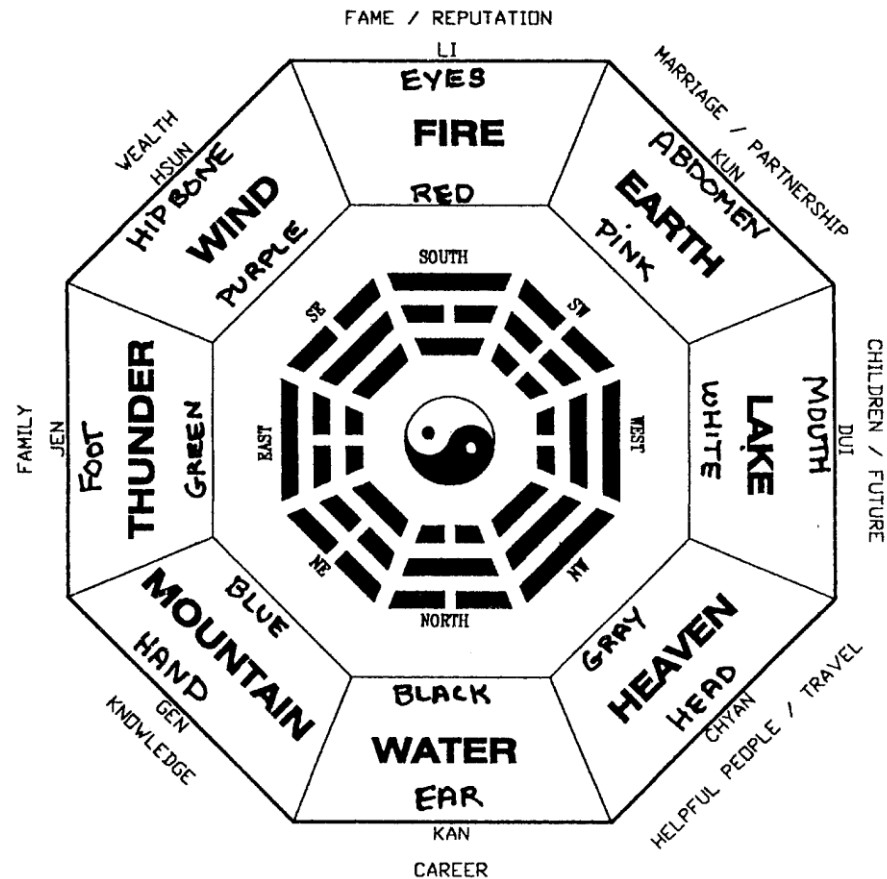 FAME / REPUTATION
LI
EYES
FIRE
RED
MARRIAGE / PARTNERSHIP
KUN
ABDOMEN
EARTH
PINK
CHILDREN / FUTURE
DUI
MOUTH
LAKE
WHITE
HELPFUL PEOPLE / TRAVEL
CHYAN
HEAD
HEAVEN
GRAY
BLACK
WATER
EAR
KAN
CAREER
BLUE
MOUNTAIN
HAND
GEN
KNOWLEDGE
FAMILY
JEN
FOOT
THUNDER
GREEN
WEALTH
HSUN
HIP BONE
WIND
PURPLE
SOUTH
SW
WEST
NW
NORTH
NE
EAST
SE